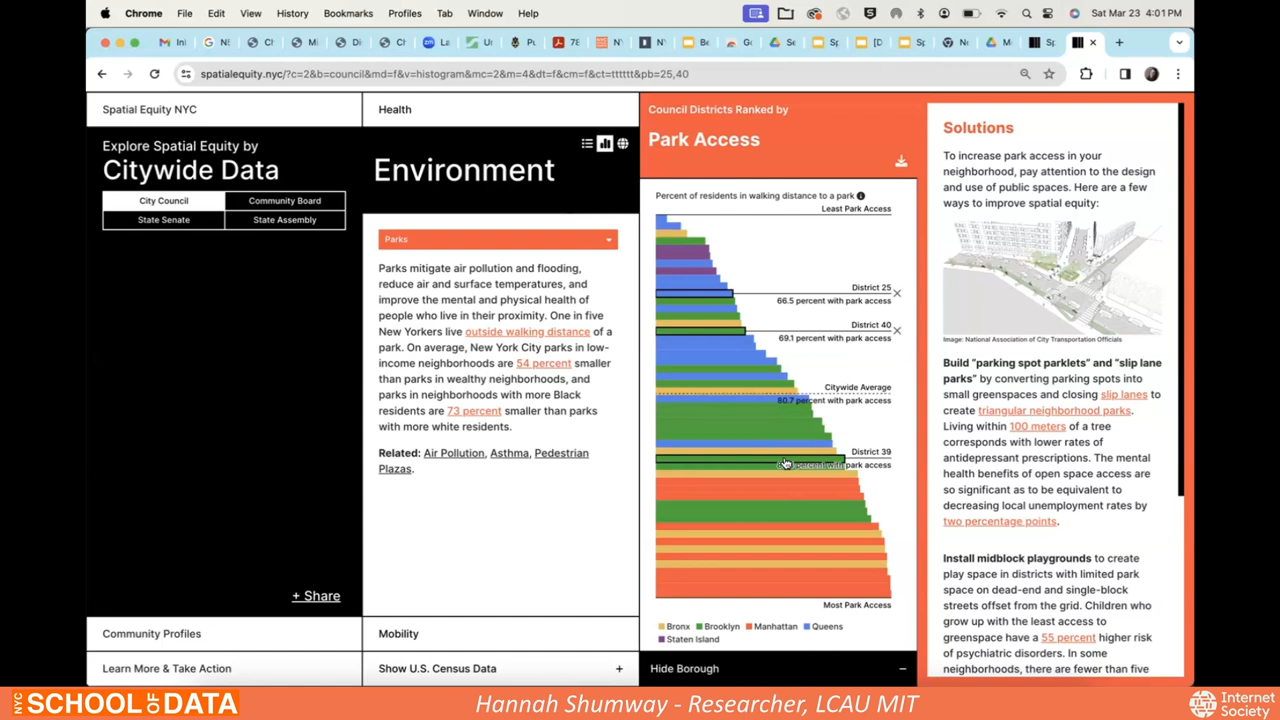 Chrome File Edit View History Bookmarks Profiles Tab Window Help Sat Mar 23 4:01 PM
spatialequity.nyc/?c=2&b=council&md=f&v=histogram&mc=2&m=4&dt=f&cm=f&ct=tttttt&pb=25,40
Spatial Equity NYC
Explore Spatial Equity by
Citywide Data
City Council
Community Board
State Senate
State Assembly
+ Share
Community Profiles
Learn More & Take Action
Health
Environment
Parks
Parks mitigate air pollution and flooding,
reduce air and surface temperatures, and
improve the mental and physical health of
people who live in their proximity. One in five
New Yorkers live outside walking distance of a
park. On average, New York City parks in low-
income neighborhoods are 54 percent smaller
than parks in wealthy neighborhoods, and
parks in neighborhoods with more Black
residents are 73 percent smaller than parks
with more white residents.
Related: Air Pollution, Asthma, Pedestrian
Plazas.
Mobility
Show U.S. Census Data +
Council Districts Ranked by
Park Access
Percent of residents in walking distance to a park
Least Park Access
District 25
66.5 percent with park access
District 40
69.1 percent with park access
Citywide Average
80.7 percent with park access
District 39
percent with park access
Most Park Access
Bronx Brooklyn Manhattan Queens
Staten Island
Hide Borough −
Solutions
To increase park access in your
neighborhood, pay attention to the design
and use of public spaces. Here are a few
ways to improve spatial equity:
Image: National Association of City Transportation Officials
Build “parking spot parklets” and “slip lane
parks” by converting parking spots into
small greenspaces and closing slip lanes to
create triangular neighborhood parks.
Living within 100 meters of a tree
corresponds with lower rates of
antidepressant prescriptions. The mental
health benefits of open space access are
so significant as to be equivalent to
decreasing local unemployment rates by
two percentage points.
Install midblock playgrounds to create
play space in districts with limited park
space on dead-end and single-block
streets offset from the grid. Children who
grow up with the least access to
greenspace have a 55 percent higher risk
of psychiatric disorders. In some
neighborhoods, there are fewer than five
NYC SCHOOL OF DATA
Hannah Shumway - Researcher, LCAU MIT
Internet
Society